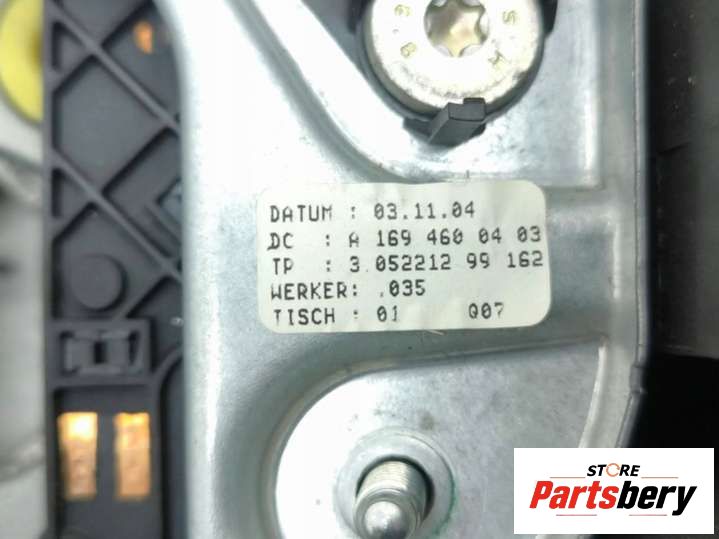 DATUM : 03.11.04
DC : A 169 460 04 03
TP : 3.052212 99 162
WERKER: .035
TISCH : 01 Q07
STORE
Partsbery